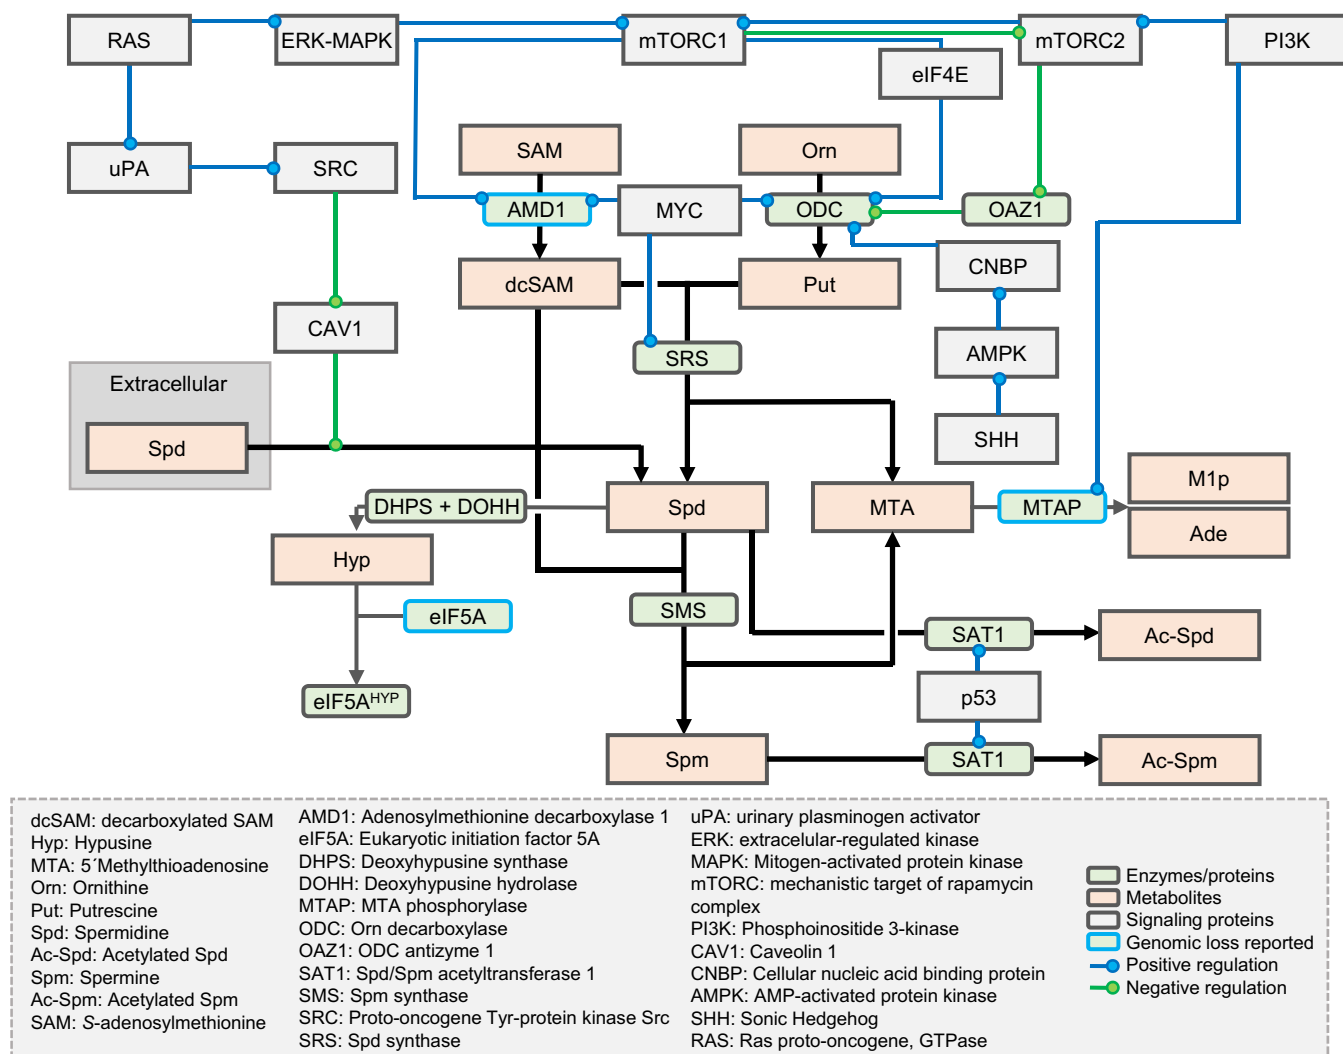 RAS
ERK-MAPK
mTORC1
mTORC2
PI3K
eIF4E
uPA
SRC
SAM
Orn
AMD1
MYC
ODC
OAZ1
dcSAM
Put
CNBP
CAV1
SRS
AMPK
Extracellular
Spd
SHH
DHPS + DOHH
Spd
MTA
MTAP
M1p
Ade
Hyp
eIF5A
SMS
SAT1
Ac-Spd
eIF5AHYP
p53
Spm
SAT1
Ac-Spm
dcSAM: decarboxylated SAM
Hyp: Hypusine
MTA: 5´Methylthioadenosine
Orn: Ornithine
Put: Putrescine
Spd: Spermidine
Ac-Spd: Acetylated Spd
Spm: Spermine
Ac-Spm: Acetylated Spm
SAM: S-adenosylmethionine
AMD1: Adenosylmethionine decarboxylase 1
eIF5A: Eukaryotic initiation factor 5A
DHPS: Deoxyhypusine synthase
DOHH: Deoxyhypusine hydrolase
MTAP: MTA phosphorylase
ODC: Orn decarboxylase
OAZ1: ODC antizyme 1
SAT1: Spd/Spm acetyltransferase 1
SMS: Spm synthase
SRC: Proto-oncogene Tyr-protein kinase Src
SRS: Spd synthase
uPA: urinary plasminogen activator
ERK: extracelular-regulated kinase
MAPK: Mitogen-activated protein kinase
mTORC: mechanistic target of rapamycin
complex
PI3K: Phosphoinositide 3-kinase
CAV1: Caveolin 1
CNBP: Cellular nucleic acid binding protein
AMPK: AMP-activated protein kinase
SHH: Sonic Hedgehog
RAS: Ras proto-oncogene, GTPase
Enzymes/proteins
Metabolites
Signaling proteins
Genomic loss reported
Positive regulation
Negative regulation